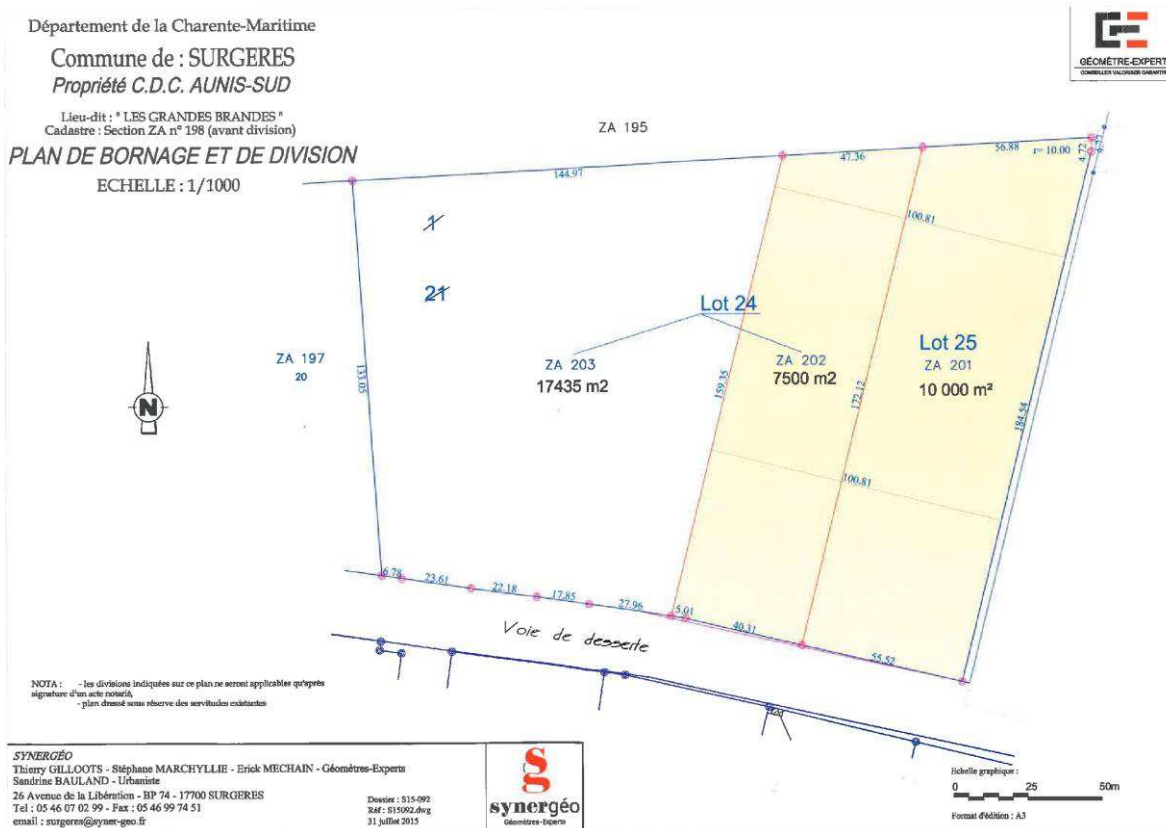 Département de la Charente-Maritime
Commune de : SURGERES
Propriété C.D.C. AUNIS-SUD
Lieu-dit : " LES GRANDES BRANDES "
Cadastre : Section ZA n° 198 (avant division)
PLAN DE BORNAGE ET DE DIVISION
ECHELLE : 1/1000
GÉOMÈTRE-EXPERT
CONSEILLER VALORISER GARANTIR
ZA 195
144.97
47.36
56.88
r= 10.00
4.72
4.77
1
21
100.81
Lot 24
ZA 197
20
133.05
ZA 203
17435 m2
159.35
ZA 202
7500 m2
172.12
Lot 25
ZA 201
10 000 m²
184.54
N
100.81
6.78
23.61
22.18
17.85
27.96
5.01
40.31
55.52
Voie de desserte
NOTA : - les divisions indiquées sur ce plan ne seront applicables qu'après
signature d'un acte notarié,
- plan dressé sous réserve des servitudes existantes
SYNERGÉO
Thierry GILLOOTS - Stéphane MARCHYLLIE - Erick MECHAIN - Géomètres-Experts
Sandrine BAULAND - Urbaniste
26 Avenue de la Libération - BP 74 - 17700 SURGERES
Tel : 05 46 07 02 99 - Fax : 05 46 99 74 51
email : surgeres@syner-geo.fr
Dossier : S15-092
Réf : S15092.dwg
31 juillet 2015
synergéo
Géomètres-Experts
Echelle graphique :
0 50m
Format d'édition : A3